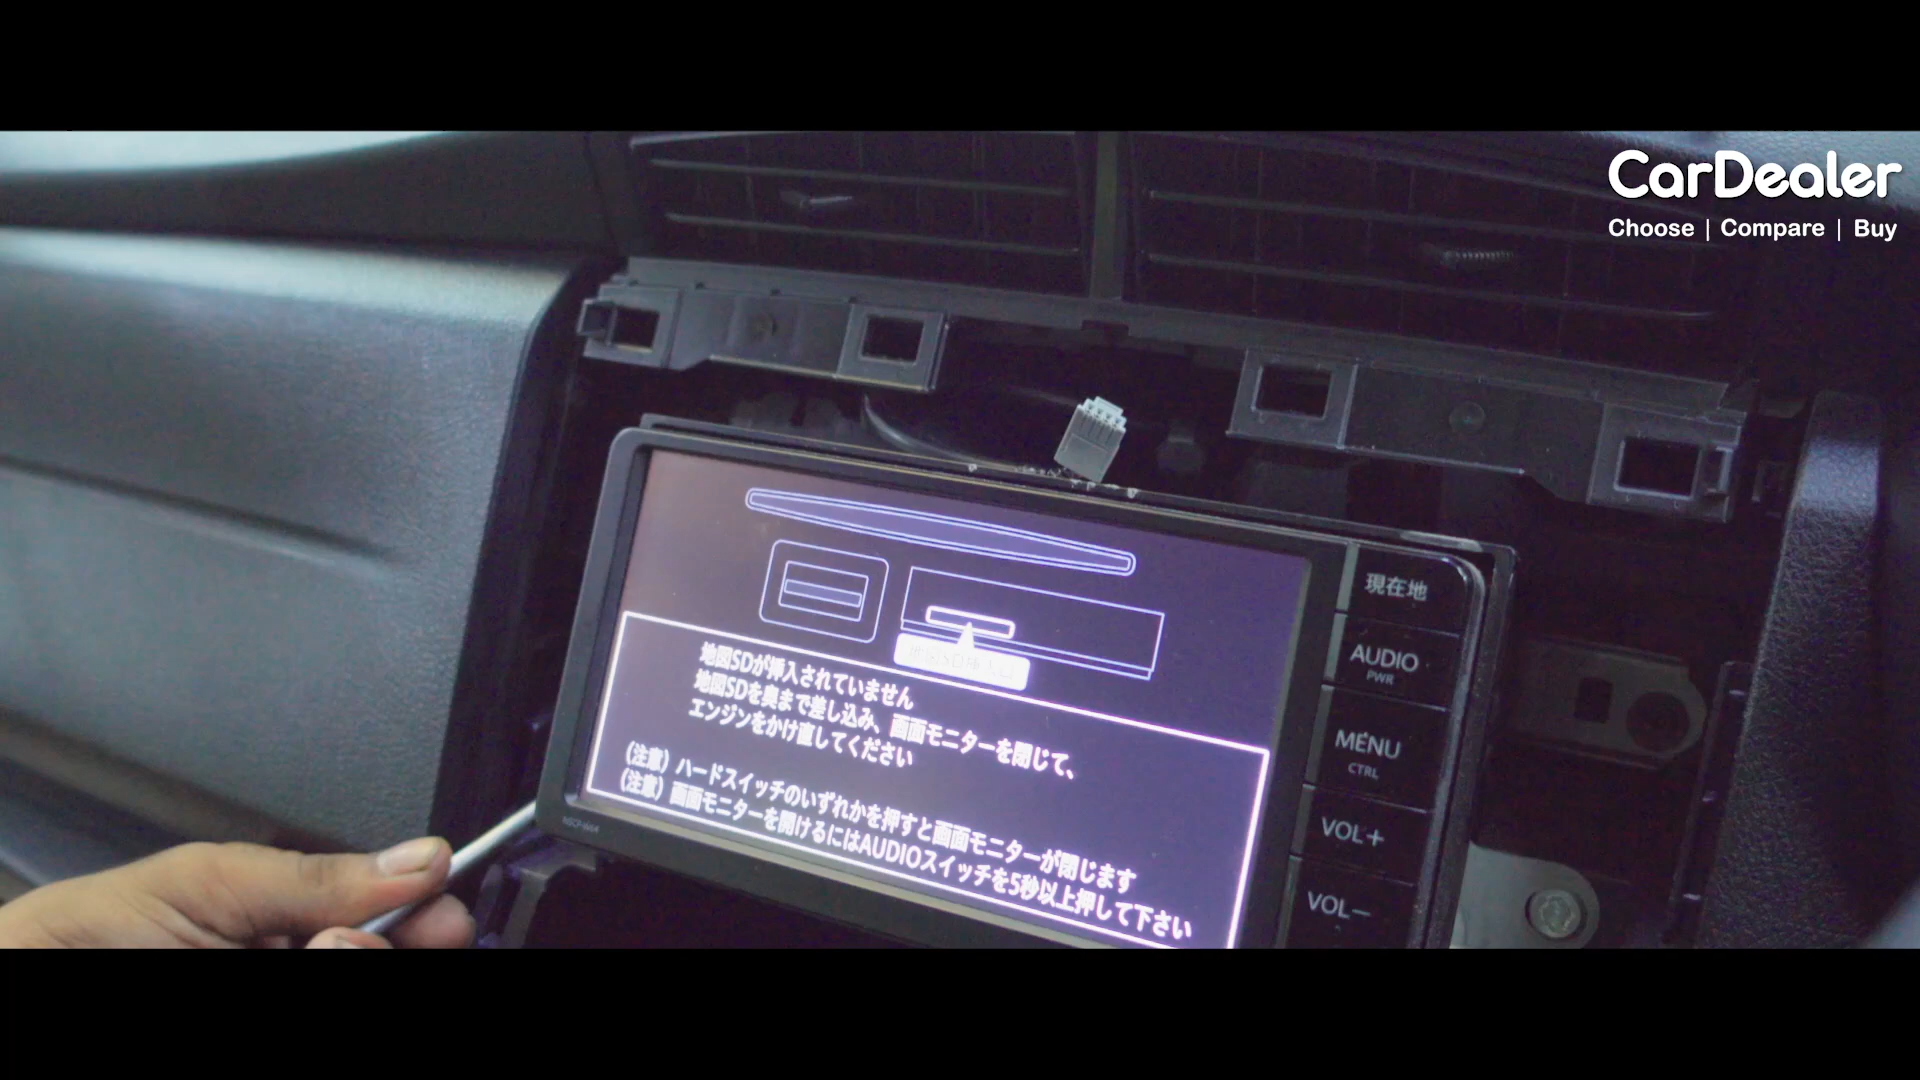 CarDealer
Choose | Compare | Buy
現在地
AUDIO
PWR
MENU
CTRL
VOL+
VOL−
地図SDが挿入されていません
地図SDを奥まで差し込み、画面モニターを閉じて、
エンジンをかけ直してください
(注意) ハードスイッチのいずれかを押すと画面モニターが閉じます
(注意) 画面モニターを開けるにはAUDIOスイッチを5秒以上押して下さい